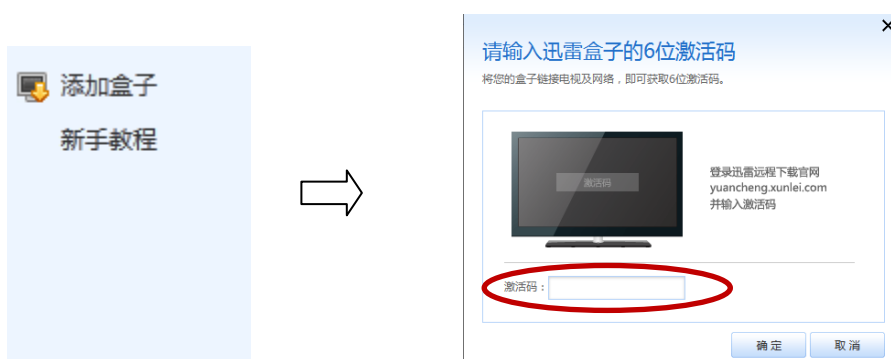 添加盒子
新手教程
请输入迅雷盒子的6位激活码
将您的盒子链接电视及网络，即可获取6位激活码。
激活码
登录迅雷远程下载官网
yuancheng.xunlei.com
并输入激活码
激活码：
确定
取消